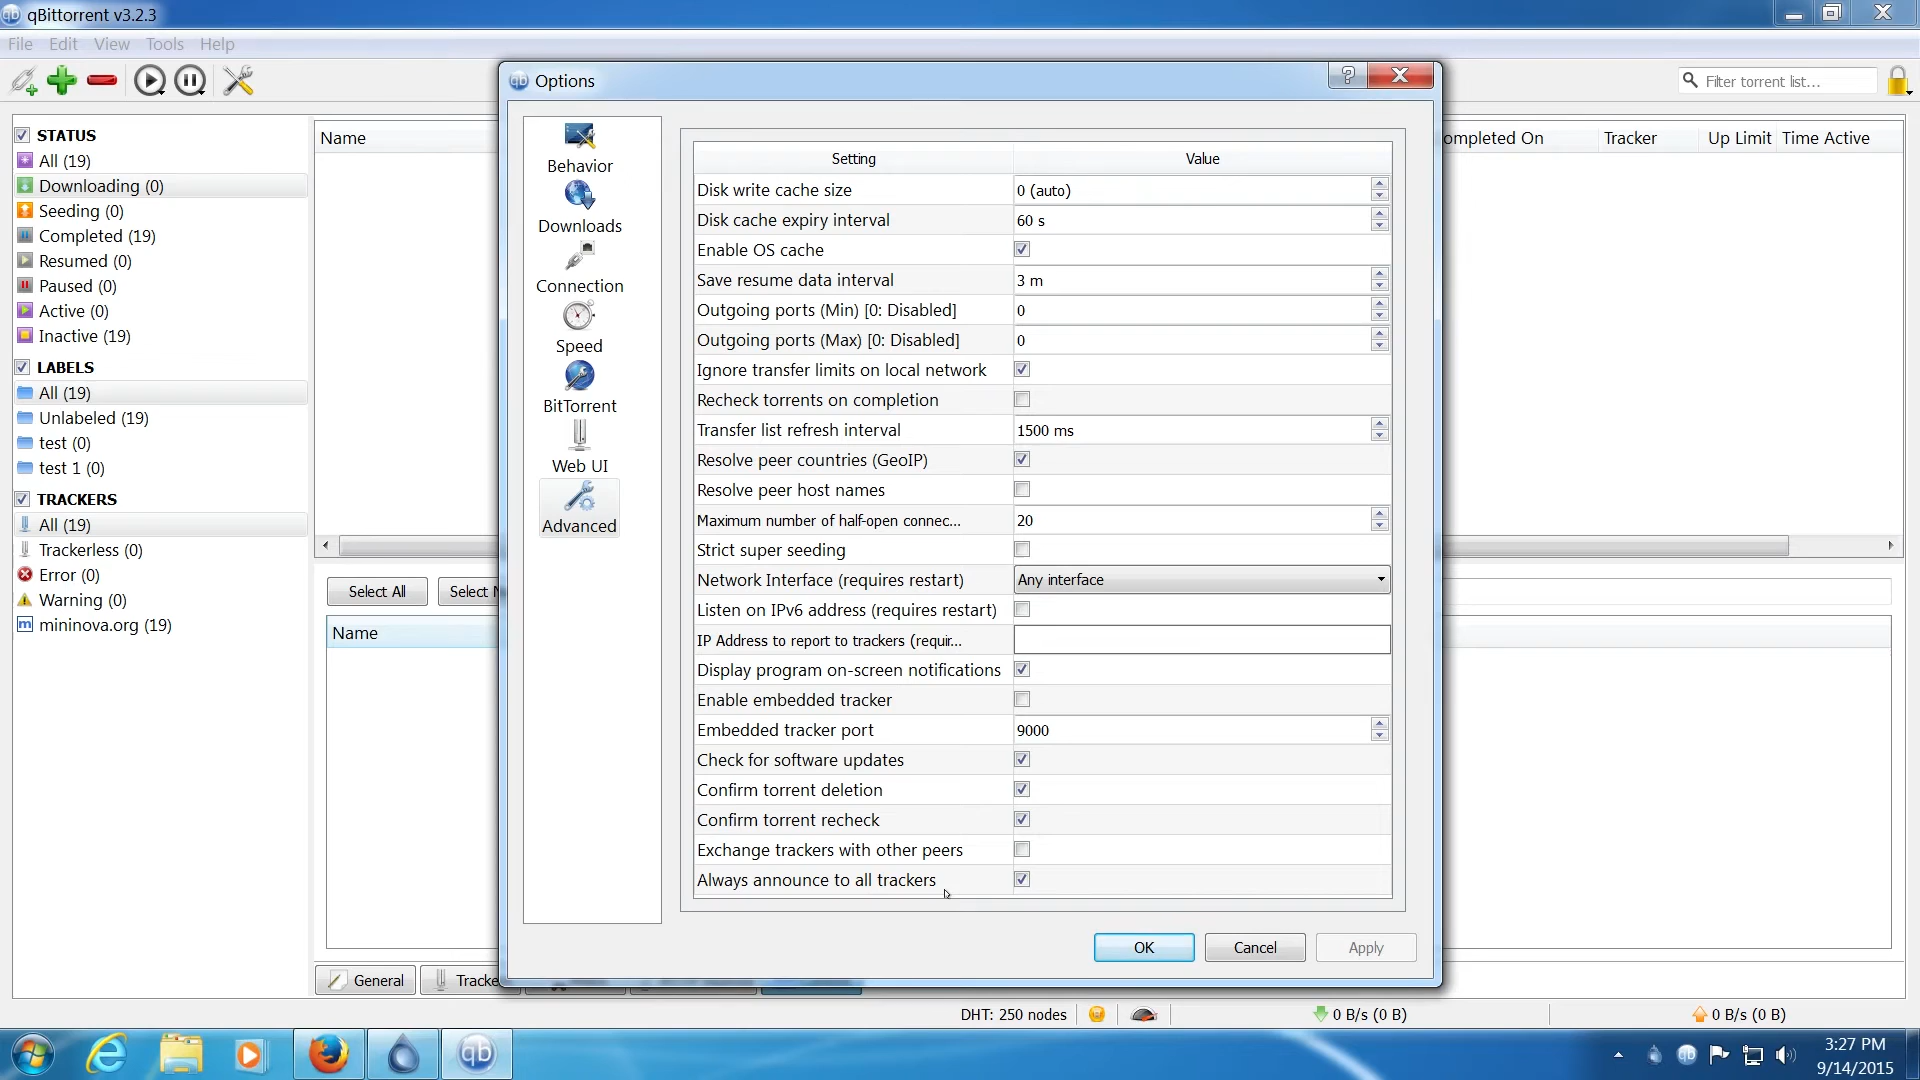 qBittorrent v3.2.3
File Edit View Tools Help
Filter torrent list...
STATUS
All (19)
Downloading (0)
Seeding (0)
Completed (19)
Resumed (0)
Paused (0)
Active (0)
Inactive (19)
LABELS
All (19)
Unlabeled (19)
test (0)
test 1 (0)
TRACKERS
All (19)
Trackerless (0)
Error (0)
Warning (0)
mininova.org (19)
Name
ompleted On Tracker Up Limit Time Active
Select All Select
Name
General Tracke
Options
Behavior
Downloads
Connection
Speed
BitTorrent
Web UI
Advanced
Setting Value
Disk write cache size 0 (auto)
Disk cache expiry interval 60 s
Enable OS cache
Save resume data interval 3 m
Outgoing ports (Min) [0: Disabled] 0
Outgoing ports (Max) [0: Disabled] 0
Ignore transfer limits on local network
Recheck torrents on completion
Transfer list refresh interval 1500 ms
Resolve peer countries (GeoIP)
Resolve peer host names
Maximum number of half-open connec... 20
Strict super seeding
Network Interface (requires restart) Any interface
Listen on IPv6 address (requires restart)
IP Address to report to trackers (requir...
Display program on-screen notifications
Enable embedded tracker
Embedded tracker port 9000
Check for software updates
Confirm torrent deletion
Confirm torrent recheck
Exchange trackers with other peers
Always announce to all trackers
OK Cancel Apply
DHT: 250 nodes 0 B/s (0 B) 0 B/s (0 B)
3:27 PM
9/14/2015